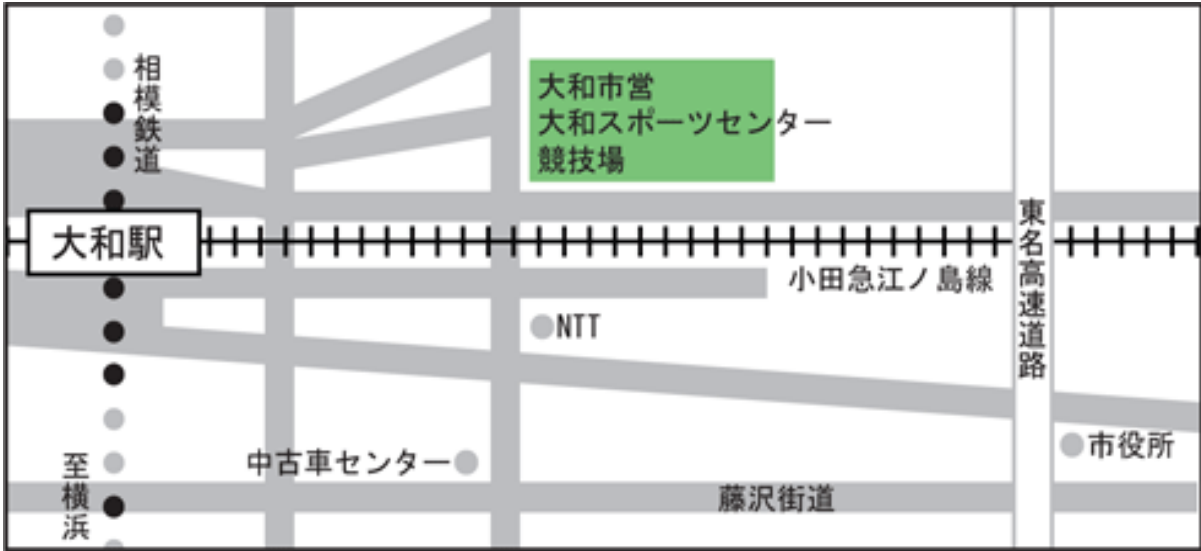 相模鉄道
大和市営
大和スポーツセンター
競技場
大和駅
東名高速道路
小田急江ノ島線
NTT
市役所
中古車センター
至横浜
藤沢街道